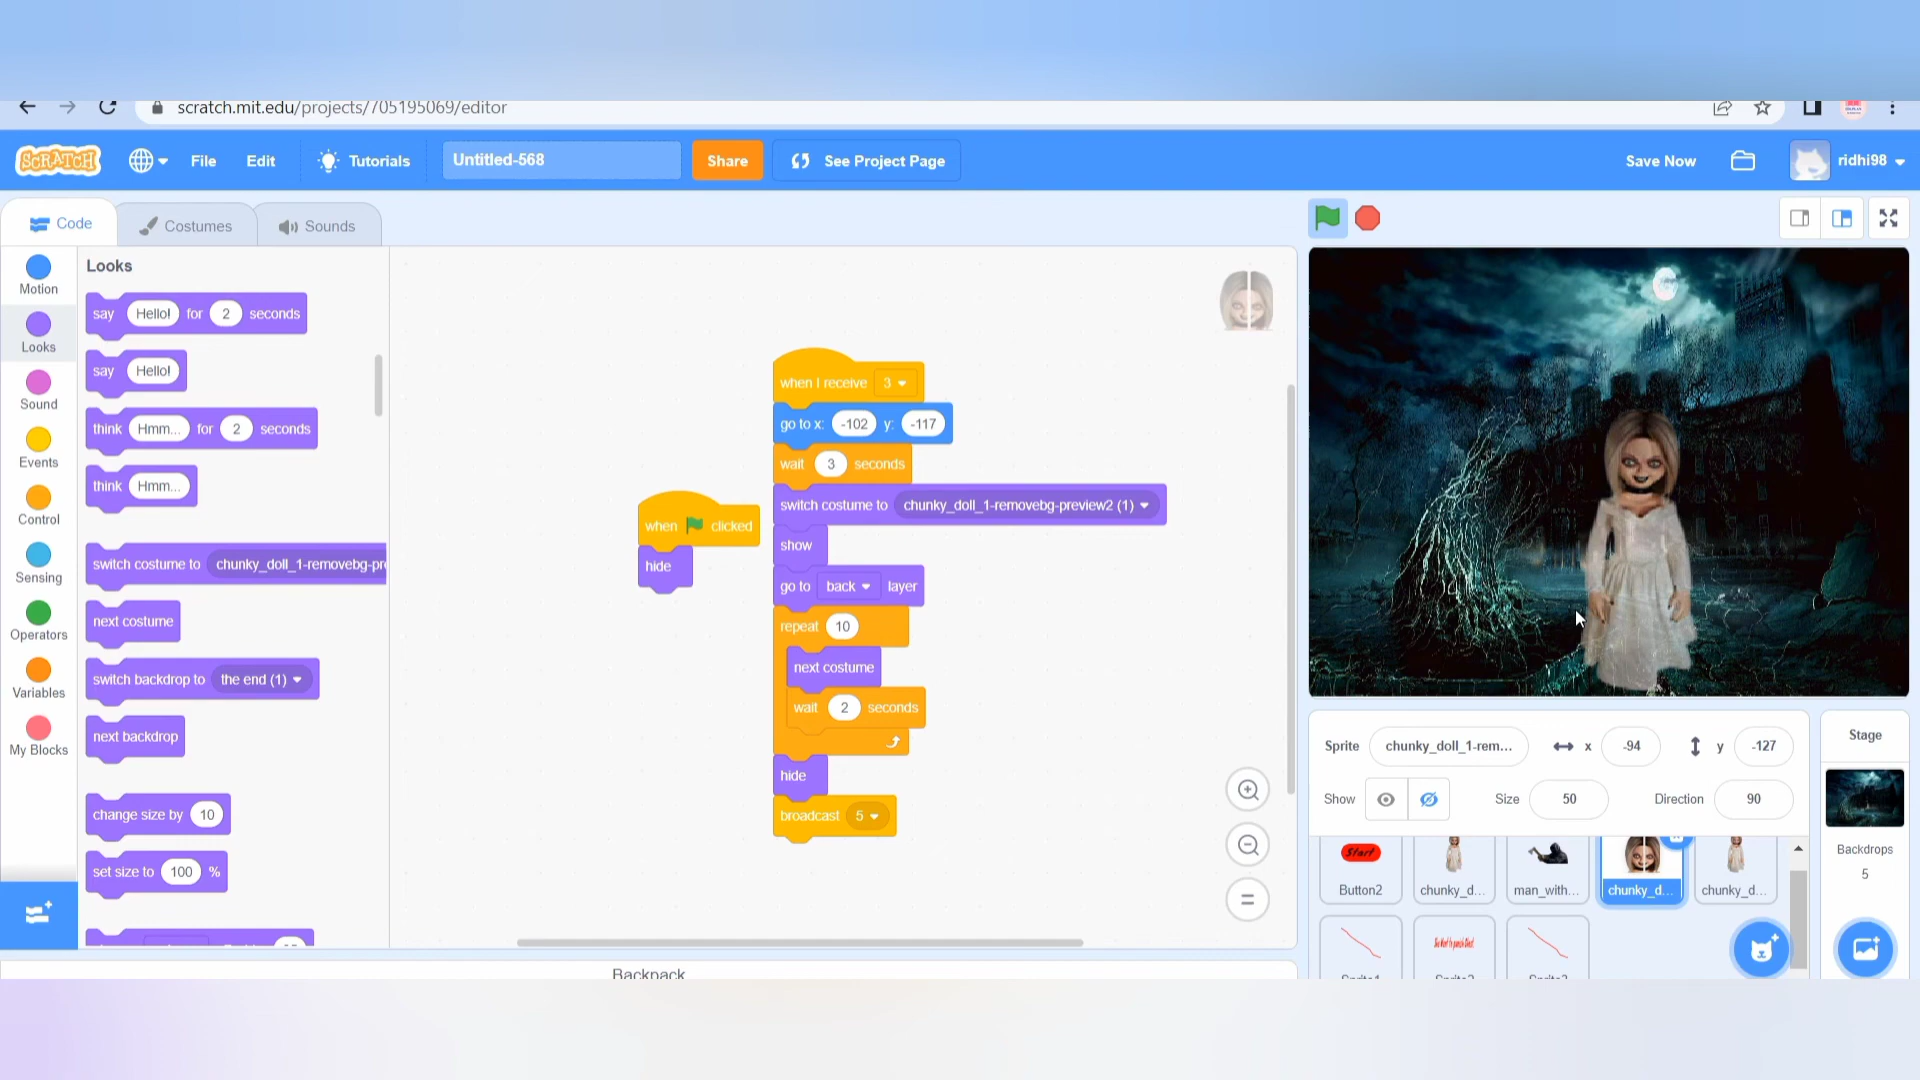 scratch.mit.edu/projects/705195069/editor
SCRATCH
File
Edit
Tutorials
Untitled-568
Share
See Project Page
Save Now
ridhi98
Code
Costumes
Sounds
Motion
Looks
Sound
Events
Control
Sensing
Operators
Variables
My Blocks
Looks
say Hello! for 2 seconds
say Hello!
think Hmm... for 2 seconds
think Hmm...
switch costume to chunky_doll_1-removebg-pr
next costume
switch backdrop to the end (1)
next backdrop
change size by 10
set size to 100 %
when clicked
hide
when I receive 3
go to x: -102 y: -117
wait 3 seconds
switch costume to chunky_doll_1-removebg-preview2 (1)
show
go to back layer
repeat 10
next costume
wait 2 seconds
hide
broadcast 5
Backpack
Sprite chunky_doll_1-rem... x -94 y -127
Show Size 50 Direction 90
Start
Button2
chunky_d...
man_with...
chunky_d...
chunky_d...
Stage
Backdrops
5